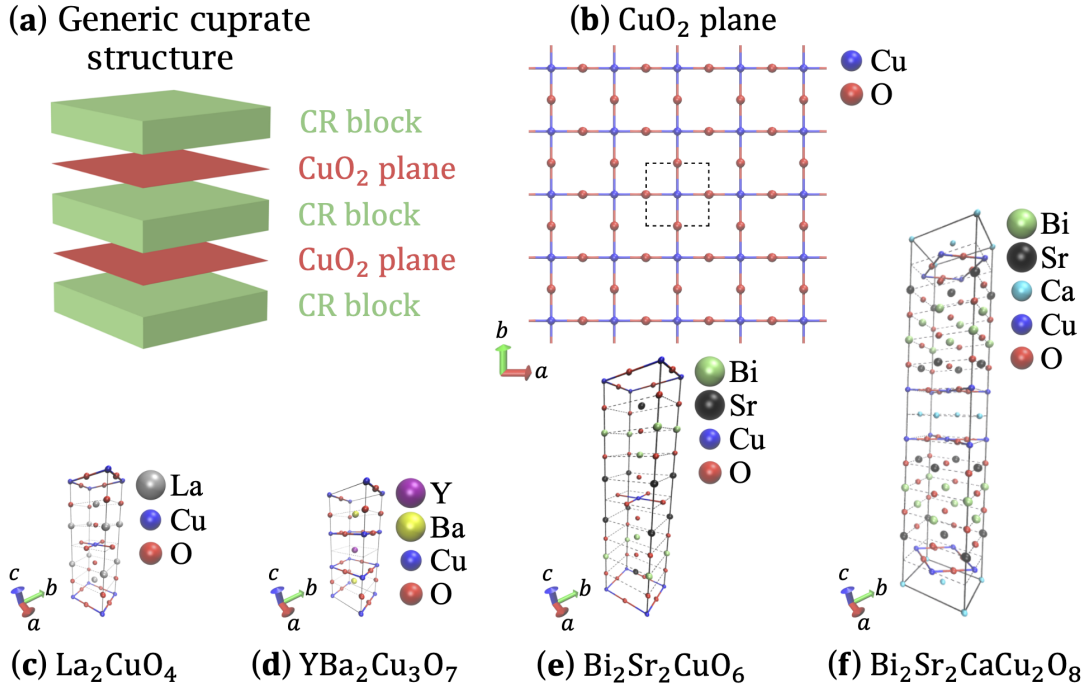 (a) Generic cuprate
structure
CR block
CuO₂ plane
CR block
CuO₂ plane
CR block
(b) CuO₂ plane
Cu
O
b
a
La
Cu
O
c
b
a
(c) La₂CuO₄
Y
Ba
Cu
O
c
b
a
(d) YBa₂Cu₃O₇
Bi
Sr
Cu
O
c
b
a
(e) Bi₂Sr₂CuO₆
Bi
Sr
Ca
Cu
O
c
b
a
(f) Bi₂Sr₂CaCu₂O₈